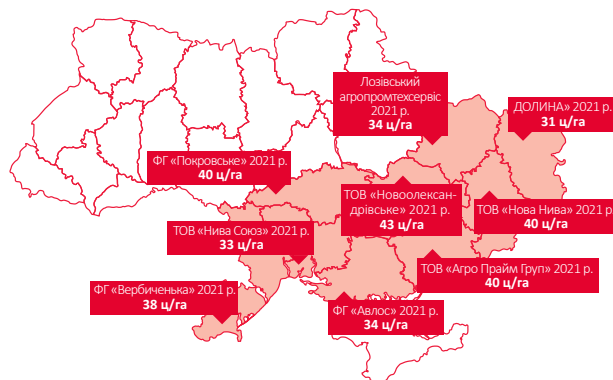 Лозівський
агропромтехсервіс
2021 р.
34 ц/га
ДОЛИНА» 2021 р.
31 ц/га
ФГ «Покровське» 2021 р.
40 ц/га
ТОВ «Новоолексан-
дрівське» 2021 р.
43 ц/га
ТОВ «Нова Нива» 2021 р.
40 ц/га
ТОВ «Нива Союз» 2021 р.
33 ц/га
ТОВ «Агро Прайм Груп» 2021 р.
40 ц/га
ФГ «Вербиченька» 2021 р.
38 ц/га
ФГ «Авлос» 2021 р.
34 ц/га